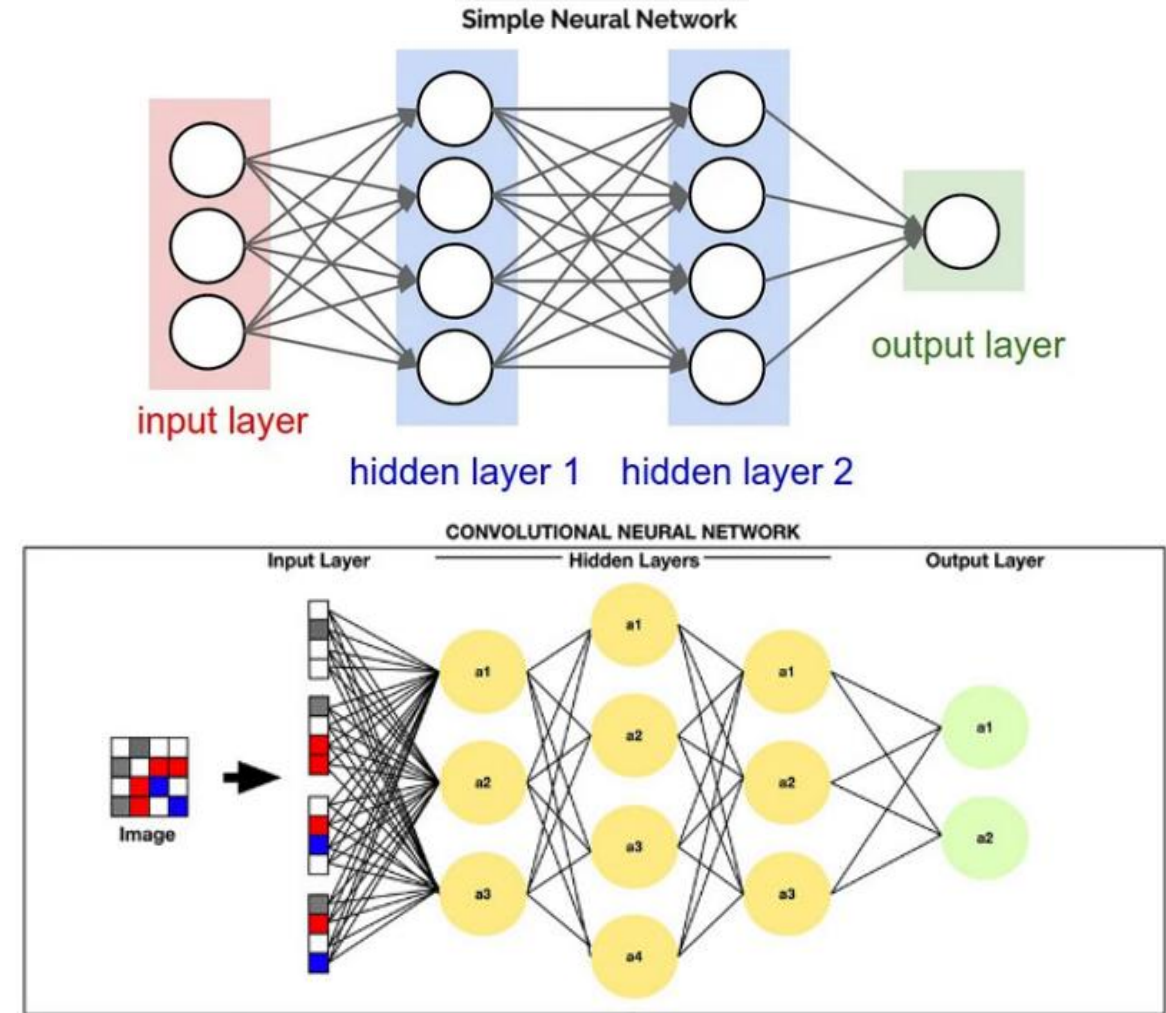 Simple Neural Network
input layer
hidden layer 1
hidden layer 2
output layer
CONVOLUTIONAL NEURAL NETWORK
Input Layer
Hidden Layers
Output Layer
Image
a1
a2
a3
a1
a2
a3
a4
a1
a2
a3
a1
a2